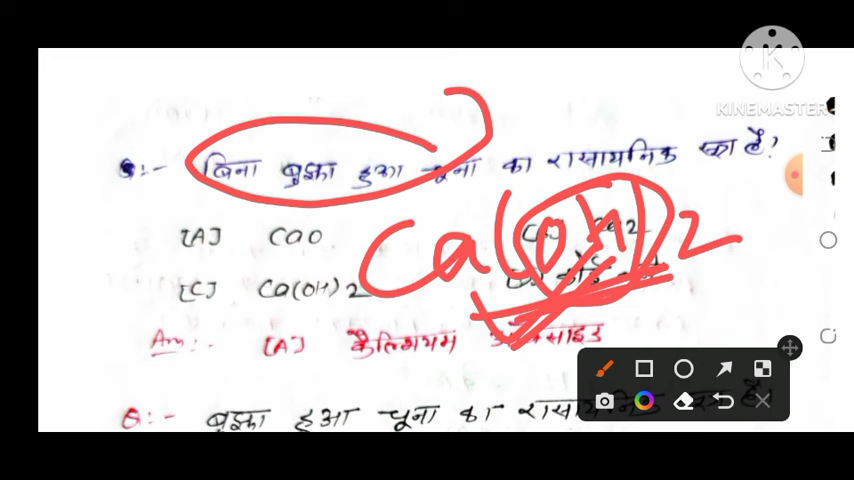 KINEMASTER
Q:- बिना बुझा हुआ चूना का रासायनिक सूत्र है?
[A] CaO
[C] Ca(OH)2
Ca(OH)2
Ans:- [A] कैल्शियम
Q:- बुझा हुआ चूना का रासायनिक सूत्र है।